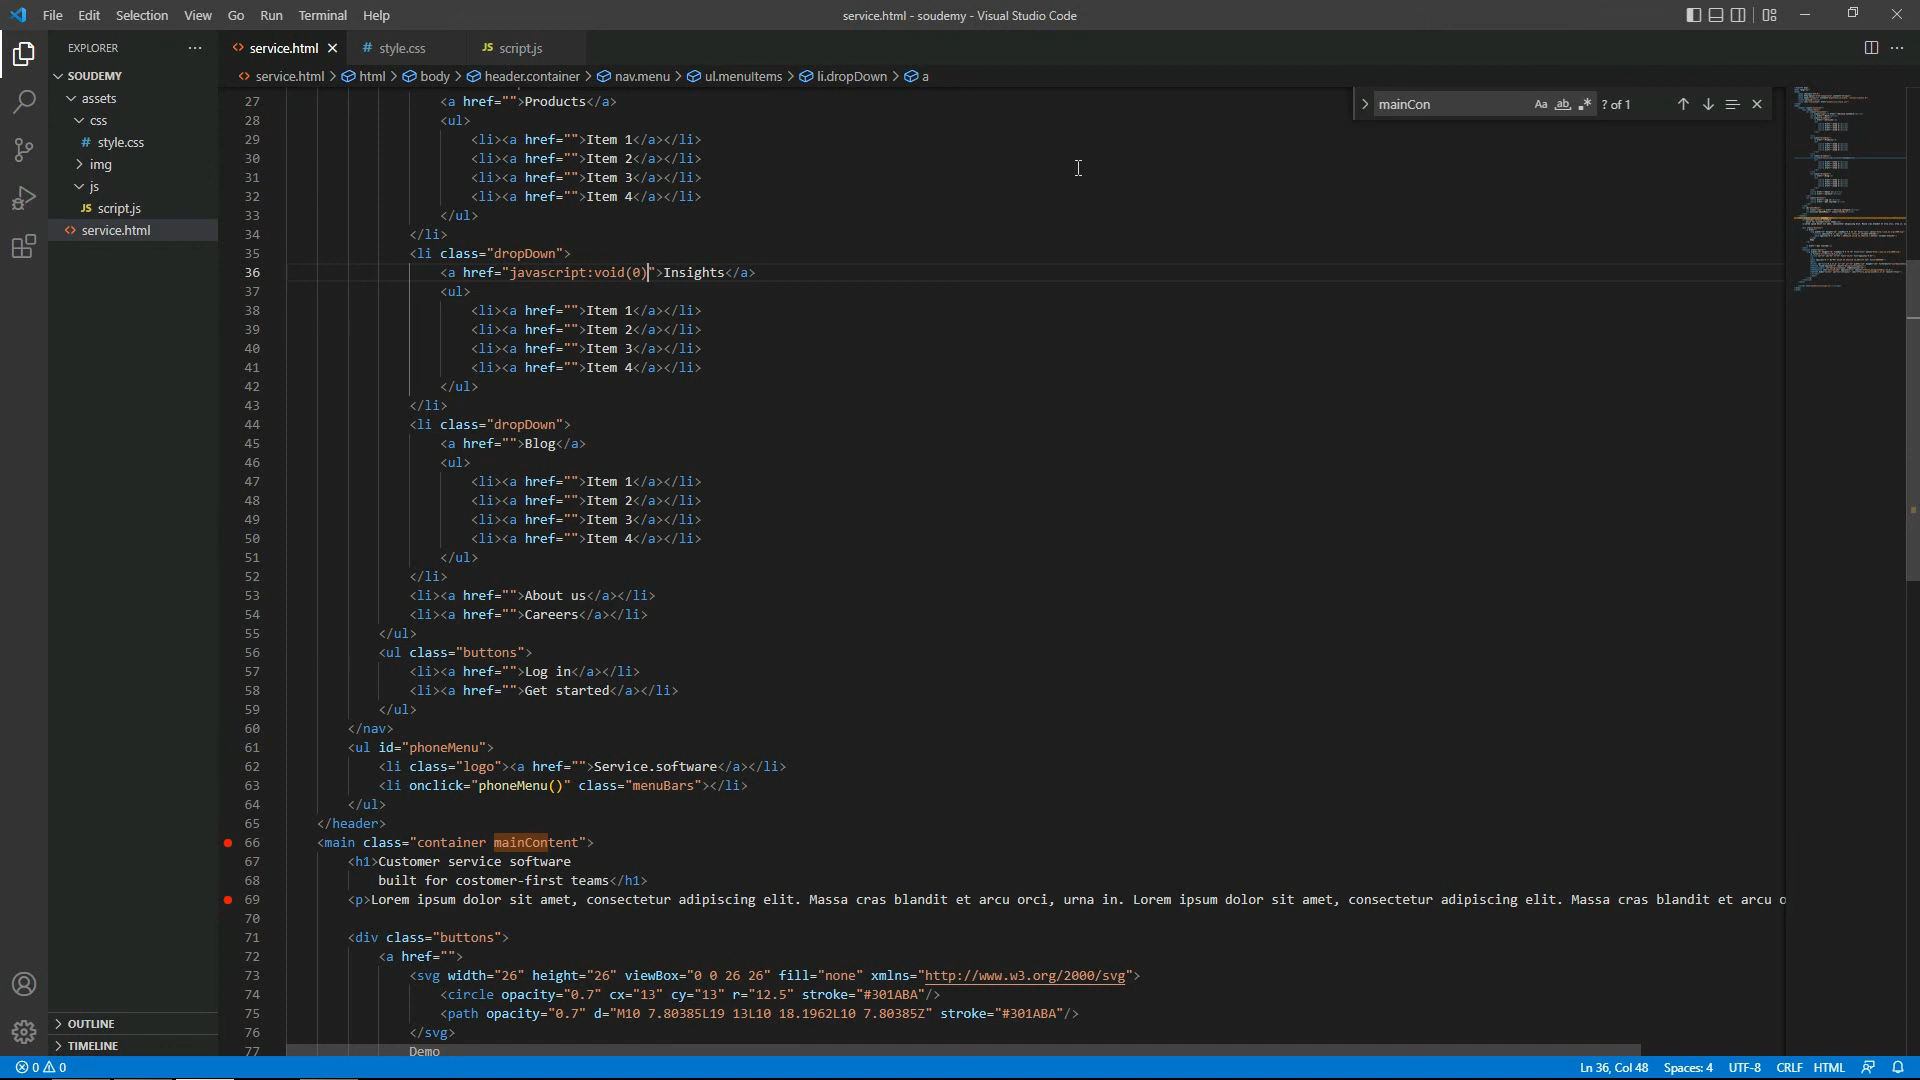 File Edit Selection View Go Run Terminal Help
service.html - soudemy - Visual Studio Code
EXPLORER
SOUDEMY
assets
css
# style.css
img
js
JS script.js
<> service.html
OUTLINE
TIMELINE
<> service.html
# style.css
JS script.js
<> service.html > html > body > header.container > nav.menu > ul.menuItems > li.dropDown > a
mainCon Aa ab .* ? of 1
27 <a href="">Products</a>
28 <ul>
29 <li><a href="">Item 1</a></li>
30 <li><a href="">Item 2</a></li>
31 <li><a href="">Item 3</a></li>
32 <li><a href="">Item 4</a></li>
33 </ul>
34 </li>
35 <li class="dropDown">
36 <a href="javascript:void(0)">Insights</a>
37 <ul>
38 <li><a href="">Item 1</a></li>
39 <li><a href="">Item 2</a></li>
40 <li><a href="">Item 3</a></li>
41 <li><a href="">Item 4</a></li>
42 </ul>
43 </li>
44 <li class="dropDown">
45 <a href="">Blog</a>
46 <ul>
47 <li><a href="">Item 1</a></li>
48 <li><a href="">Item 2</a></li>
49 <li><a href="">Item 3</a></li>
50 <li><a href="">Item 4</a></li>
51 </ul>
52 </li>
53 <li><a href="">About us</a></li>
54 <li><a href="">Careers</a></li>
55 </ul>
56 <ul class="buttons">
57 <li><a href="">Log in</a></li>
58 <li><a href="">Get started</a></li>
59 </ul>
60 </nav>
61 <ul id="phoneMenu">
62 <li class="logo"><a href="">Service.software</a></li>
63 <li onclick="phoneMenu()" class="menuBars"></li>
64 </ul>
65 </header>
66 <main class="container mainContent">
67 <h1>Customer service software
68 built for costomer-first teams</h1>
69 <p>Lorem ipsum dolor sit amet, consectetur adipiscing elit. Massa cras blandit et arcu orci, urna in. Lorem ipsum dolor sit amet, consectetur adipiscing elit. Massa cras blandit et arcu o
70
71 <div class="buttons">
72 <a href="">
73 <svg width="26" height="26" viewBox="0 0 26 26" fill="none" xmlns="http://www.w3.org/2000/svg">
74 <circle opacity="0.7" cx="13" cy="13" r="12.5" stroke="#301ABA"/>
75 <path opacity="0.7" d="M10 7.80385L19 13L10 18.1962L10 7.80385Z" stroke="#301ABA"/>
76 </svg>
77 Demo
0 0 Ln 36, Col 48 Spaces: 4 UTF-8 CRLF HTML